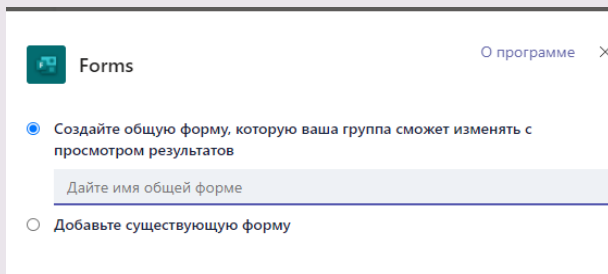 О программе
Forms
Создайте общую форму, которую ваша группа сможет изменять с
просмотром результатов
Дайте имя общей форме
Добавьте существующую форму